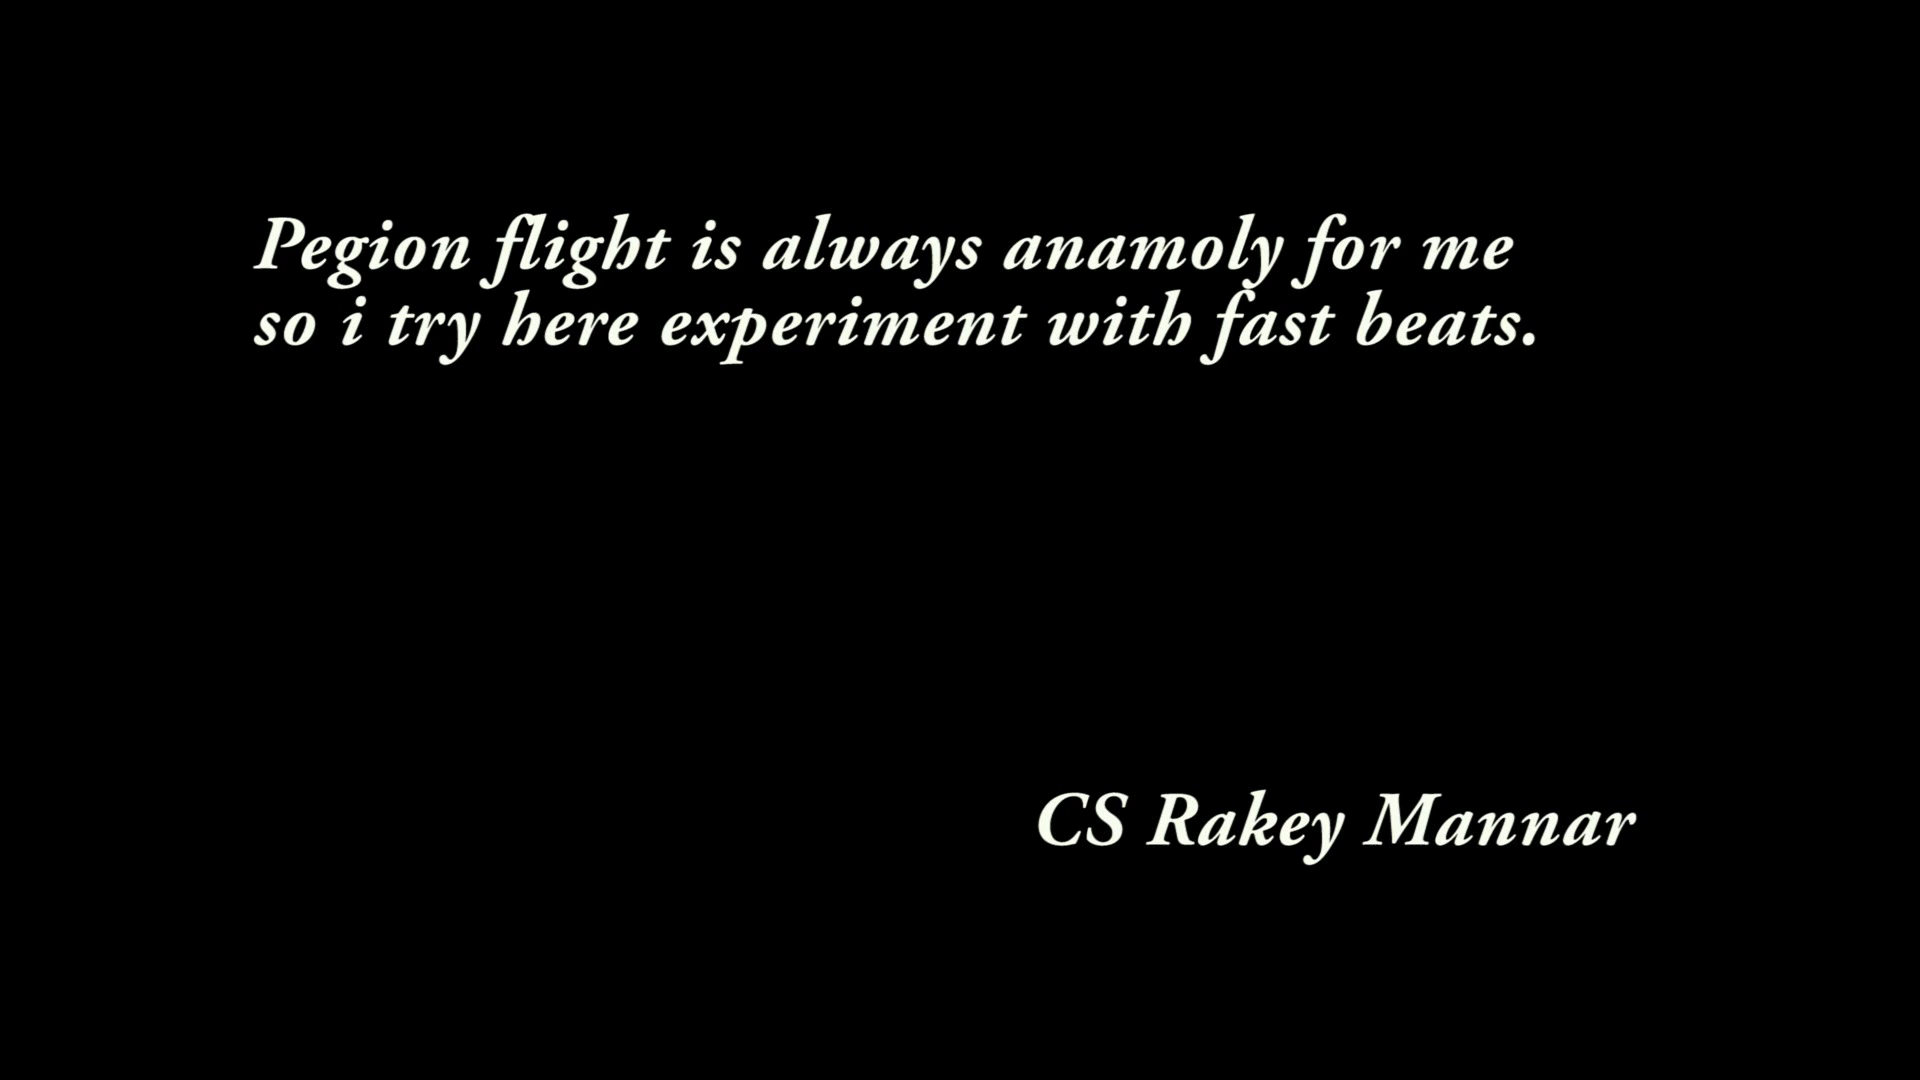 Pegion flight is always anamoly for me
so i try here experiment with fast beats.
CS Rakey Mannar